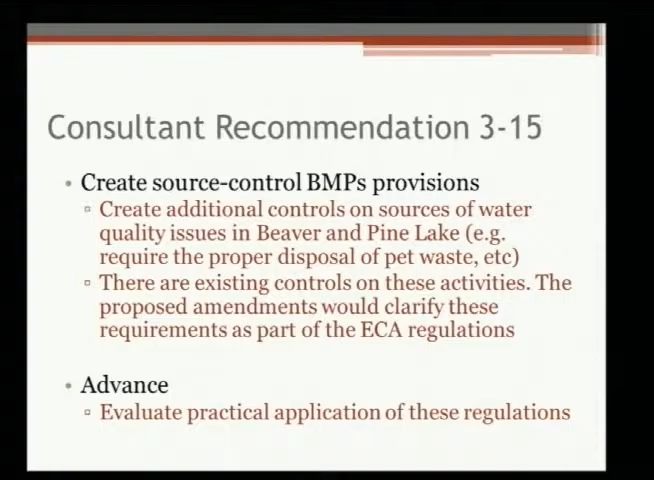 Consultant Recommendation 3-15
• Create source-control BMPs provisions
▫ Create additional controls on sources of water
quality issues in Beaver and Pine Lake (e.g.
require the proper disposal of pet waste, etc)
▫ There are existing controls on these activities. The
proposed amendments would clarify these
requirements as part of the ECA regulations
• Advance
▫ Evaluate practical application of these regulations